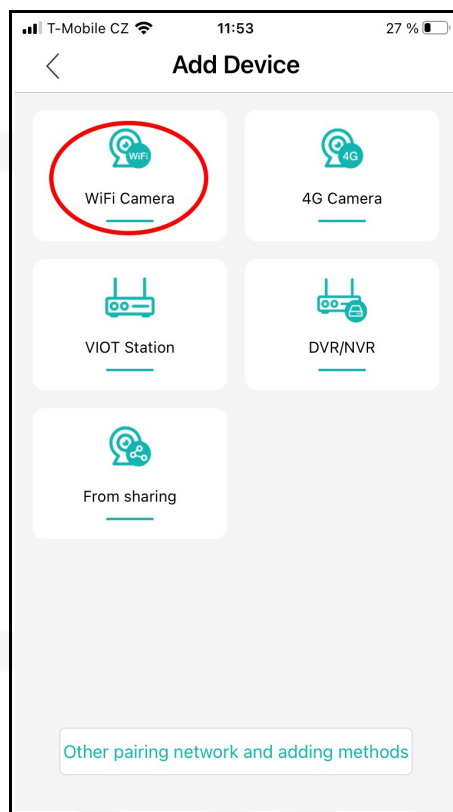 T-Mobile CZ 11:53 27 %
Add Device
WiFi
4G
WiFi Camera
4G Camera
VIOT Station
DVR/NVR
From sharing
Other pairing network and adding methods